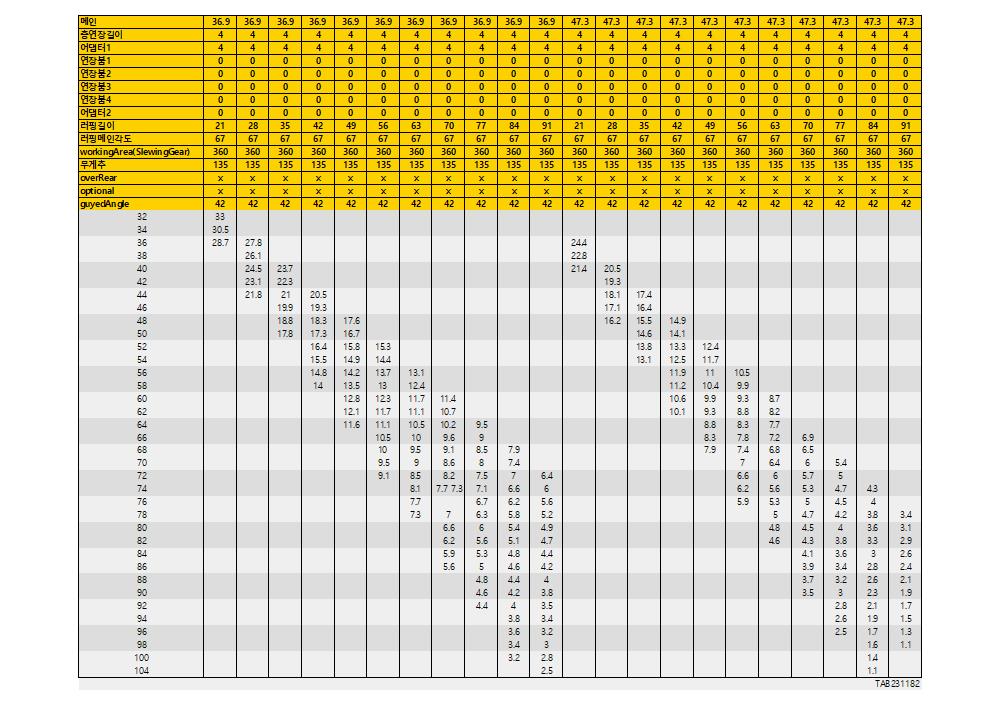 메인 36.9 36.9 36.9 36.9 36.9 36.9 36.9 36.9 36.9 36.9 36.9 47.3 47.3 47.3 47.3 47.3 47.3 47.3 47.3 47.3 47.3 47.3
총연장길이 4 4 4 4 4 4 4 4 4 4 4 4 4 4 4 4 4 4 4 4 4 4
어댑터1 4 4 4 4 4 4 4 4 4 4 4 4 4 4 4 4 4 4 4 4 4 4
연장붐1 0 0 0 0 0 0 0 0 0 0 0 0 0 0 0 0 0 0 0 0 0 0
연장붐2 0 0 0 0 0 0 0 0 0 0 0 0 0 0 0 0 0 0 0 0 0 0
연장붐3 0 0 0 0 0 0 0 0 0 0 0 0 0 0 0 0 0 0 0 0 0 0
연장붐4 0 0 0 0 0 0 0 0 0 0 0 0 0 0 0 0 0 0 0 0 0 0
어댑터2 0 0 0 0 0 0 0 0 0 0 0 0 0 0 0 0 0 0 0 0 0 0
러핑길이 21 28 35 42 49 56 63 70 77 84 91 21 28 35 42 49 56 63 70 77 84 91
러핑메인각도 67 67 67 67 67 67 67 67 67 67 67 67 67 67 67 67 67 67 67 67 67 67
workingArea(SlewingGear) 360 360 360 360 360 360 360 360 360 360 360 360 360 360 360 360 360 360 360 360 360 360
무게추 135 135 135 135 135 135 135 135 135 135 135 135 135 135 135 135 135 135 135 135 135 135
overRear x x x x x x x x x x x x x x x x x x x x x x
optional x x x x x x x x x x x x x x x x x x x x x x
guyedAngle 42 42 42 42 42 42 42 42 42 42 42 42 42 42 42 42 42 42 42 42 42 42
32 33
34 30.5
36 28.7 27.8 24.4
38 26.1 22.8
40 24.5 23.7 21.4 20.5
42 23.1 22.3 19.3
44 21.8 21 20.5 18.1 17.4
46 19.9 19.3 17.1 16.4
48 18.8 18.3 17.6 16.2 15.5 14.9
50 17.8 17.3 16.7 14.6 14.1
52 16.4 15.8 15.3 13.8 13.3 12.4
54 15.5 14.9 14.4 13.1 12.5 11.7
56 14.8 14.2 13.7 13.1 11.9 11 10.5
58 14 13.5 13 12.4 11.2 10.4 9.9
60 12.8 12.3 11.7 11.4 10.6 9.9 9.3 8.7
62 12.1 11.7 11.1 10.7 10.1 9.3 8.8 8.2
64 11.6 11.1 10.5 10.2 9.5 8.8 8.3 7.7
66 10.5 10 9.6 9 8.3 7.8 7.2 6.9
68 10 9.5 9.1 8.5 7.9 7.9 7.4 6.8 6.5
70 9.5 9 8.6 8 7.4 7 6.4 6 5.4
72 9.1 8.5 8.2 7.5 7 6.4 6.6 6 5.7 5
74 8.1 7.7 7.3 7.1 6.6 6 6.2 5.6 5.3 4.7 4.3
76 7.7 6.7 6.2 5.6 5.9 5.3 5 4.5 4
78 7.3 7 6.3 5.8 5.2 5 4.7 4.2 3.8 3.4
80 6.6 6 5.4 4.9 4.8 4.5 4 3.6 3.1
82 6.2 5.6 5.1 4.7 4.6 4.3 3.8 3.3 2.9
84 5.9 5.3 4.8 4.4 4.1 3.6 3 2.6
86 5.6 5 4.6 4.2 3.9 3.4 2.8 2.4
88 4.8 4.4 4 3.7 3.2 2.6 2.1
90 4.6 4.2 3.8 3.5 3 2.3 1.9
92 4.4 4 3.5 2.8 2.1 1.7
94 3.8 3.4 2.6 1.9 1.5
96 3.6 3.2 2.5 1.7 1.3
98 3.4 3 1.6 1.1
100 3.2 2.8 1.4
104 2.5 1.1
TAB231182